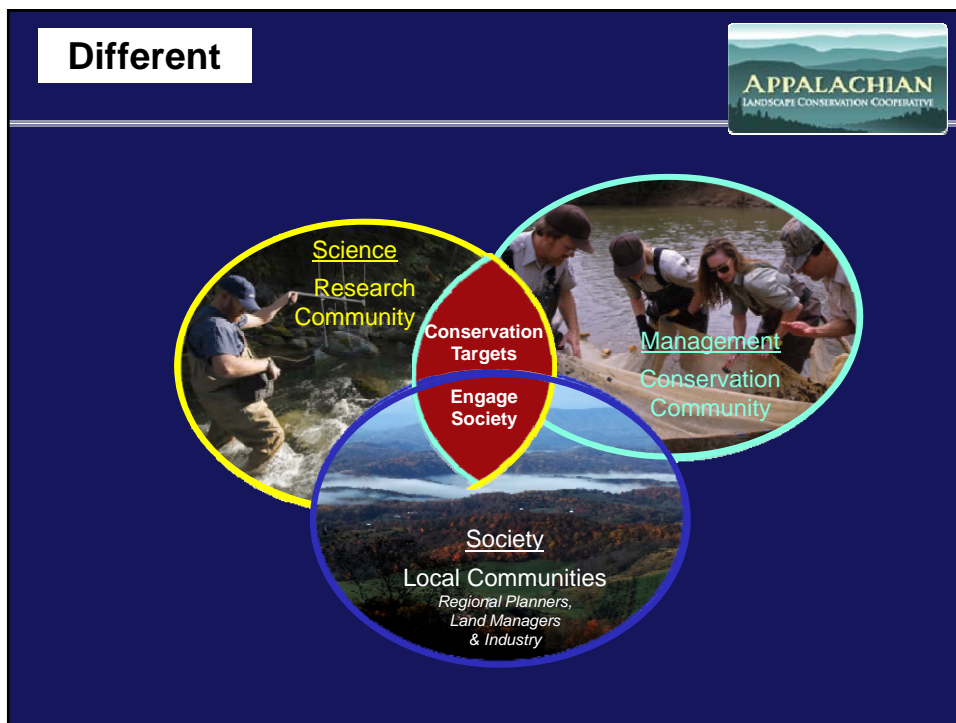 Different
APPALACHIAN
LANDSCAPE CONSERVATION COOPERATIVE
Science
Research
Community
Conservation
Targets
Management
Conservation
Community
Engage
Society
Society
Local Communities
Regional Planners,
Land Managers
& Industry